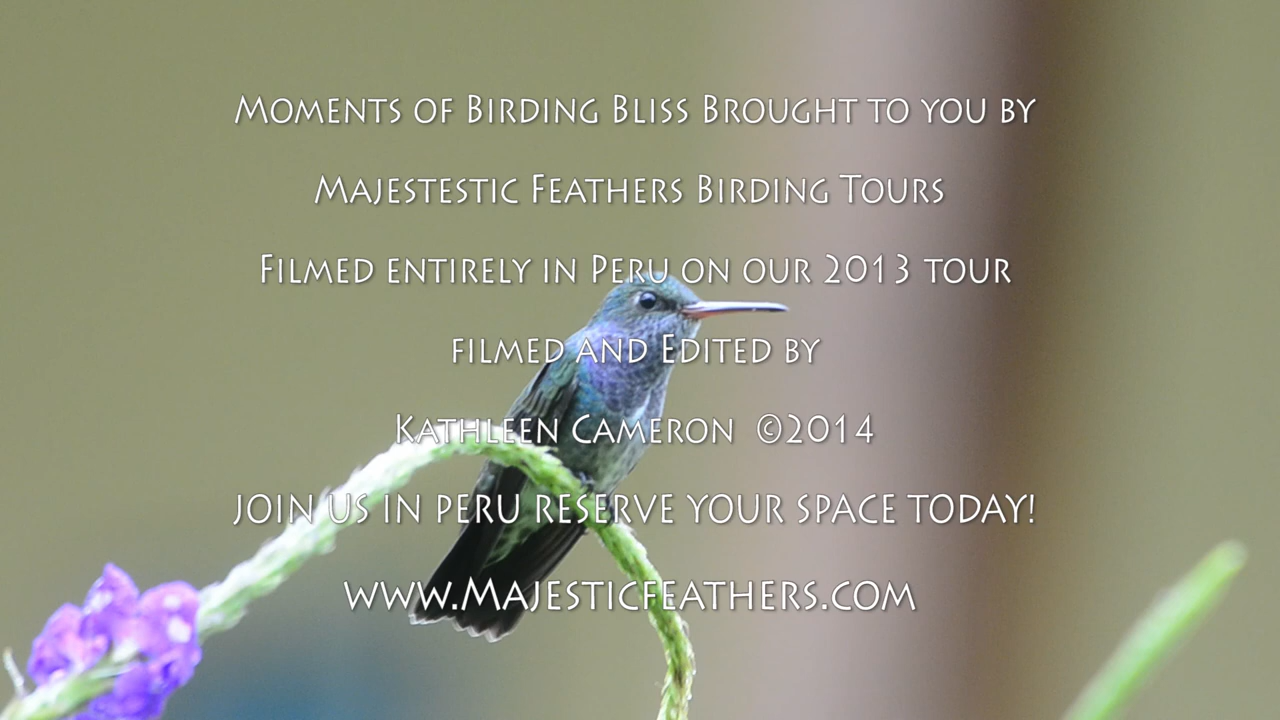 Moments of Birding Bliss Brought to you by
Majestestic Feathers Birding Tours
Filmed entirely in Peru on our 2013 tour
filmed and Edited by
Kathleen Cameron ©2014
JOIN US IN PERU RESERVE YOUR SPACE TODAY!
www.Majesticfeathers.com